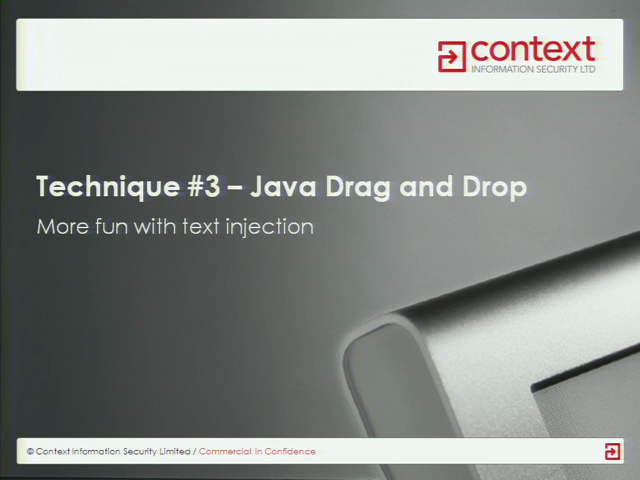 context
INFORMATION SECURITY LTD
Technique #3 – Java Drag and Drop
More fun with text injection
© Context Information Security Limited / Commercial in Confidence